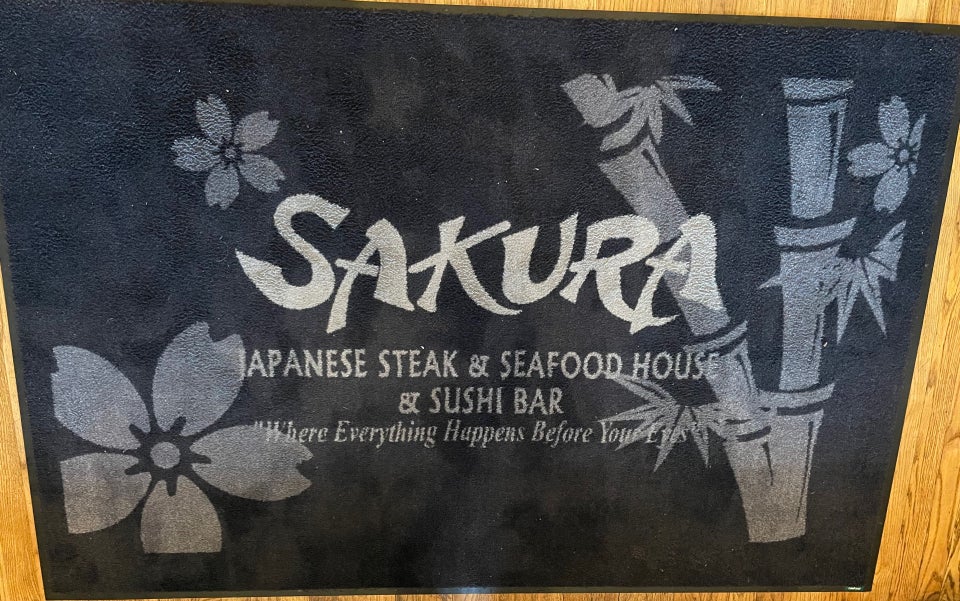 SAKURA
JAPANESE STEAK & SEAFOOD HOUSE
& SUSHI BAR
"Where Everything Happens Before Your Eyes"